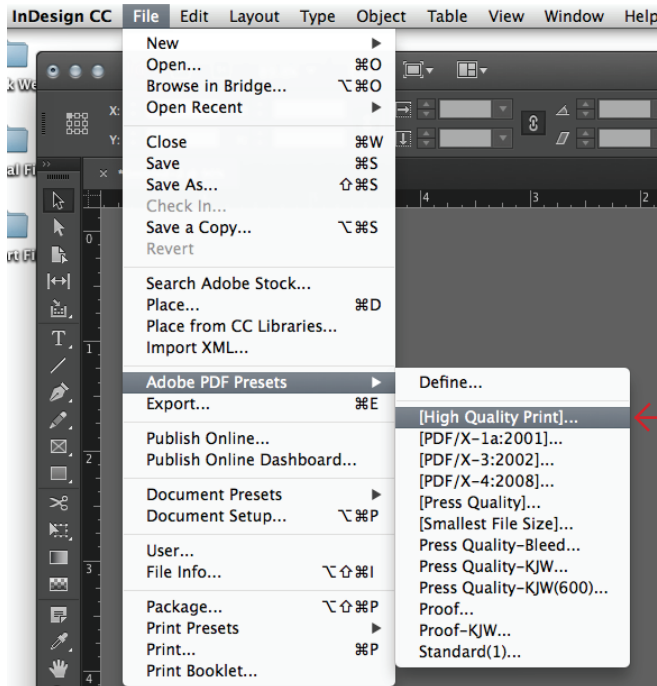 InDesign CC File Edit Layout Type Object Table View Window Help
New
Open... ⌘O
Browse in Bridge... ⌥⌘O
Open Recent
X:
Y:
Close ⌘W
Save ⌘S
Save As... ⇧⌘S
Check In...
Save a Copy... ⌥⌘S
Revert
4 3 2
0
Search Adobe Stock...
Place... ⌘D
Place from CC Libraries...
Import XML...
1
Adobe PDF Presets
Export... ⌘E
Publish Online...
Publish Online Dashboard...
2
Document Presets
Document Setup... ⌥⌘P
User...
File Info... ⌥⇧⌘I
3
Package... ⌥⇧⌘P
Print Presets
Print... ⌘P
Print Booklet...
4
Define...
[High Quality Print]...
[PDF/X-1a:2001]...
[PDF/X-3:2002]...
[PDF/X-4:2008]...
[Press Quality]...
[Smallest File Size]...
Press Quality-Bleed...
Press Quality-KJW...
Press Quality-KJW(600)...
Proof...
Proof-KJW...
Standard(1)...